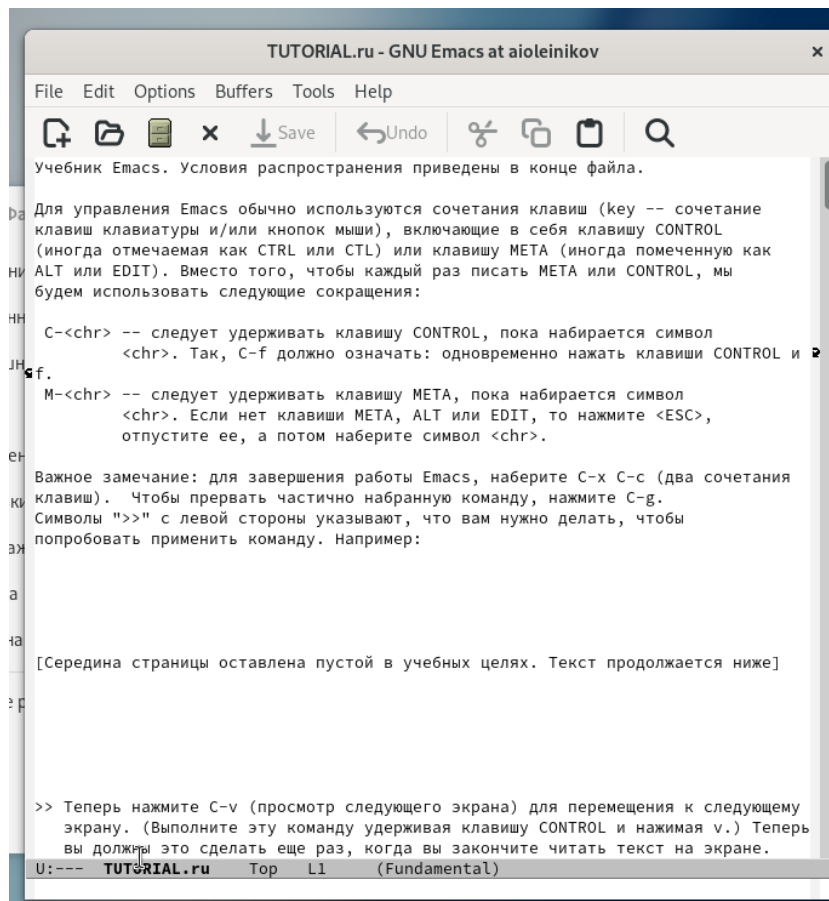 TUTORIAL.ru - GNU Emacs at aioleinikov
File Edit Options Buffers Tools Help
Save Undo
Учебник Emacs. Условия распространения приведены в конце файла.
Для управления Emacs обычно используются сочетания клавиш (key -- сочетание
клавиш клавиатуры и/или кнопок мыши), включающие в себя клавишу CONTROL
(иногда отмечаемая как CTRL или CTL) или клавишу META (иногда помеченную как
ALT или EDIT). Вместо того, чтобы каждый раз писать META или CONTROL, мы
будем использовать следующие сокращения:
C-<chr> -- следует удерживать клавишу CONTROL, пока набирается символ
<chr>. Так, C-f должно означать: одновременно нажать клавиши CONTROL и
f.
M-<chr> -- следует удерживать клавишу META, пока набирается символ
<chr>. Если нет клавиши META, ALT или EDIT, то нажмите <ESC>,
отпустите ее, а потом наберите символ <chr>.
Важное замечание: для завершения работы Emacs, наберите C-x C-c (два сочетания
клавиш).  Чтобы прервать частично набранную команду, нажмите C-g.
Символы ">>" с левой стороны указывают, что вам нужно делать, чтобы
попробовать применить команду. Например:
[Середина страницы оставлена пустой в учебных целях. Текст продолжается ниже]
>> Теперь нажмите C-v (просмотр следующего экрана) для перемещения к следующему
экрану. (Выполните эту команду удерживая клавишу CONTROL и нажимая v.) Теперь
вы должны это сделать еще раз, когда вы закончите читать текст на экране.
U:--- TUTORIAL.ru Top L1 (Fundamental)